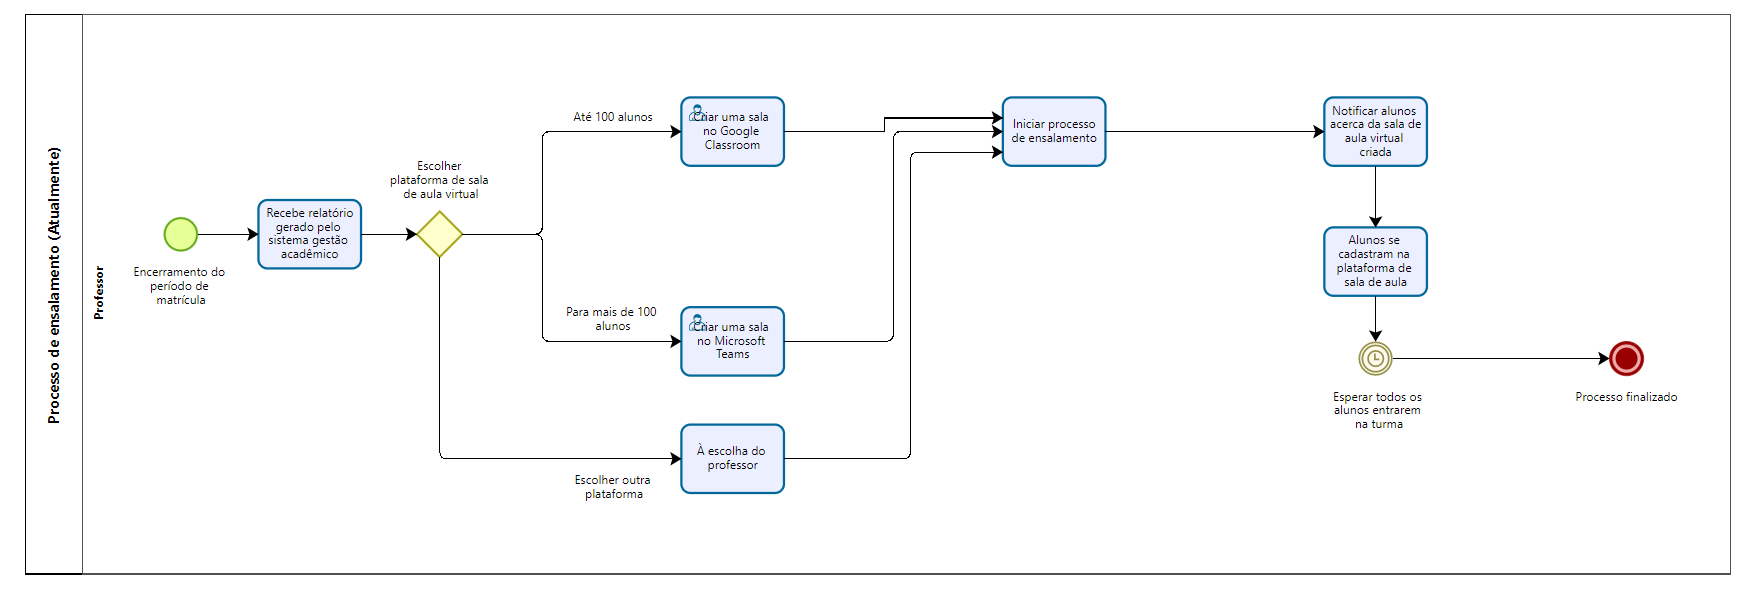 Processo de ensalamento (Atualmente)
Professor
Encerramento do
período de
matrícula
Recebe relatório
gerado pelo
sistema gestão
acadêmico
Escolher
plataforma de sala
de aula virtual
Até 100 alunos
Criar uma sala
no Google
Classroom
Para mais de 100
alunos
Criar uma sala
no Microsoft
Teams
Escolher outra
plataforma
À escolha do
professor
Iniciar processo
de ensalamento
Notificar alunos
acerca da sala de
aula virtual
criada
Alunos se
cadastram na
plataforma de
sala de aula
Esperar todos os
alunos entrarem
na turma
Processo finalizado